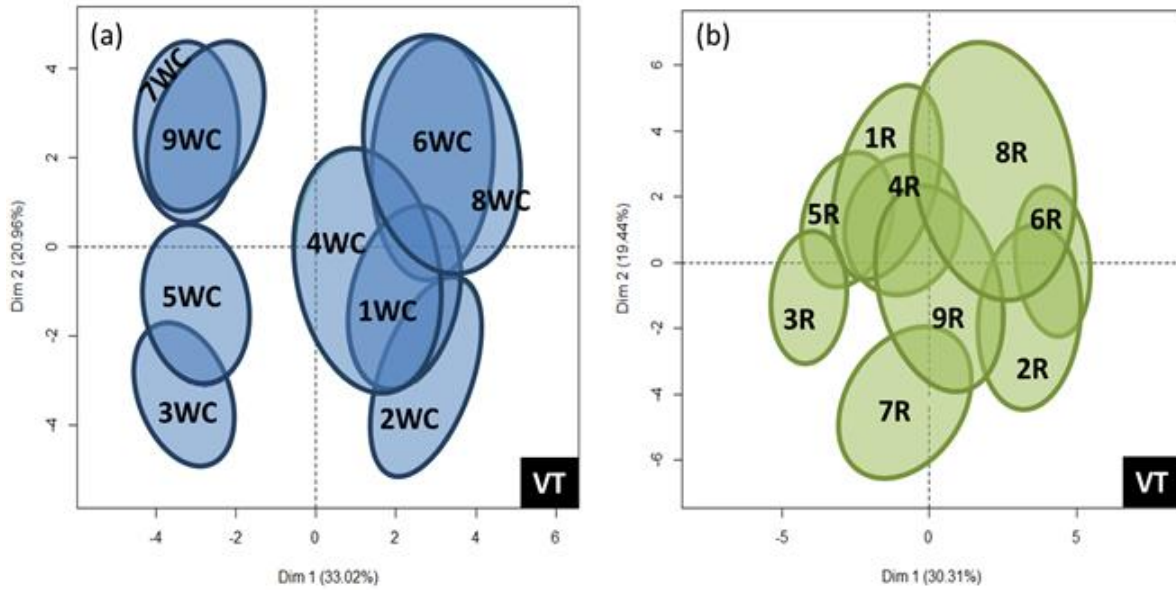 (a)
7WC
9WC
6WC
8WC
4WC
5WC
1WC
3WC
2WC
VT
4
2
0
-2
-4
Dim 2 (20.96%)
-4
-2
0
2
4
6
Dim 1 (33.02%)
(b)
1R
8R
4R
5R
6R
3R
9R
2R
7R
VT
6
4
2
0
-2
-4
-6
Dim 2 (19.44%)
-5
0
5
Dim 1 (30.31%)